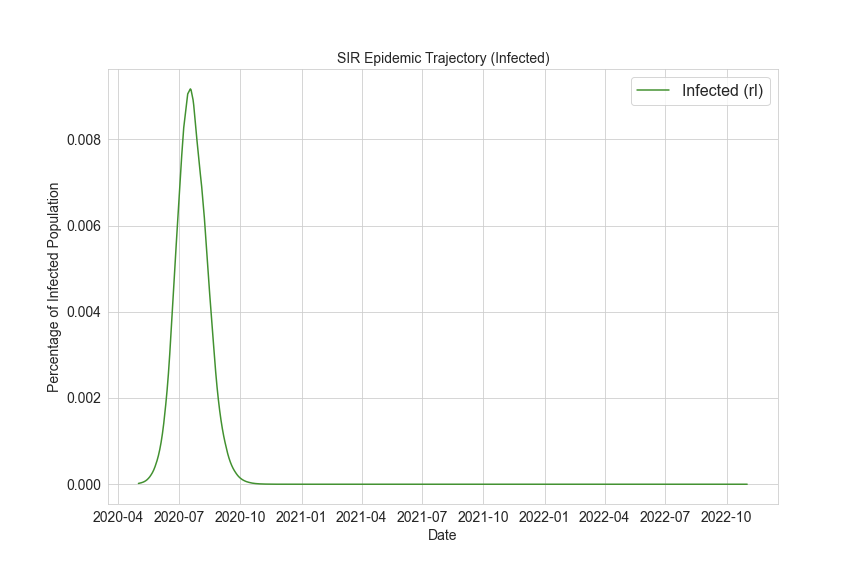 SIR Epidemic Trajectory (Infected)
Infected (rI)
Percentage of Infected Population
0.008
0.006
0.004
0.002
0.000
2020-04 2020-07 2020-10 2021-01 2021-04 2021-07 2021-10 2022-01 2022-04 2022-07 2022-10
Date